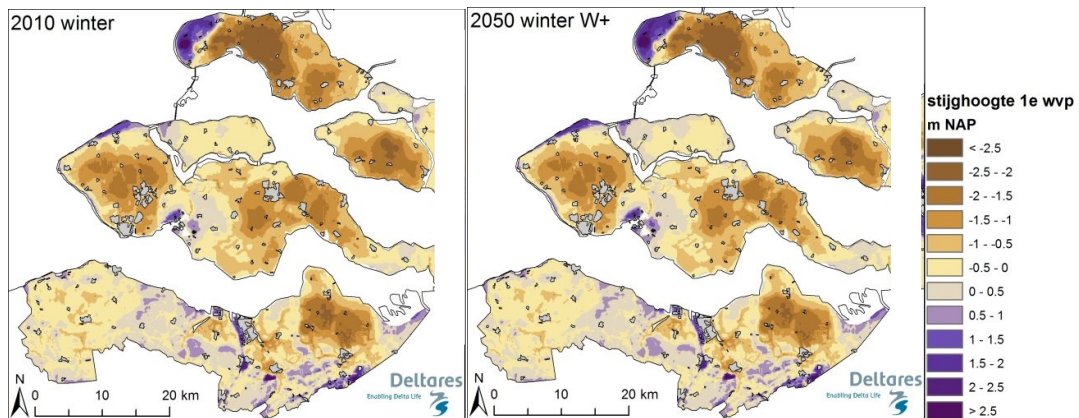 2010 winter
N
0 10 20 km
Deltares
Enabling Delta Life
2050 winter W+
N
0 10 20 km
Deltares
Enabling Delta Life
stijghoogte 1e wvp
m NAP
< -2.5
-2.5 - -2
-2 - -1.5
-1.5 - -1
-1 - -0.5
-0.5 - 0
0 - 0.5
0.5 - 1
1 - 1.5
1.5 - 2
2 - 2.5
> 2.5